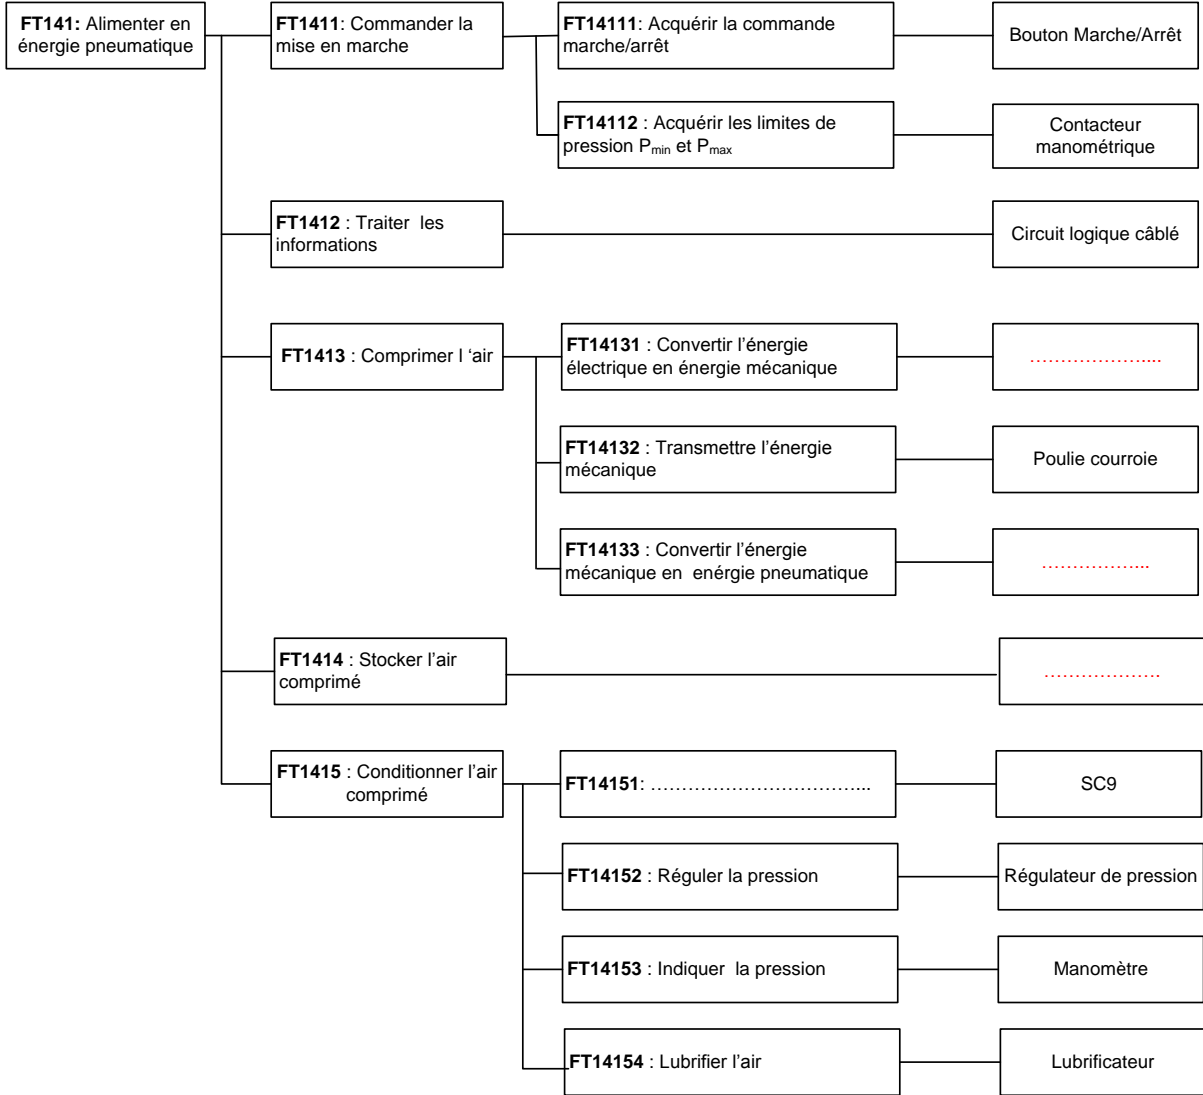 FT141: Alimenter en
énergie pneumatique
FT1411: Commander la
mise en marche
FT14111: Acquérir la commande
marche/arrêt
Bouton Marche/Arrêt
FT14112 : Acquérir les limites de
pression Pmin et Pmax
Contacteur
manométrique
FT1412 : Traiter les
informations
Circuit logique câblé
FT1413 : Comprimer l ‘air
FT14131 : Convertir l’énergie
électrique en énergie mécanique
………………....
FT14132 : Transmettre l’énergie
mécanique
Poulie courroie
FT14133 : Convertir l’énergie
mécanique en enérgie pneumatique
……………...
FT1414 : Stocker l’air
comprimé
……………….
FT1415 : Conditionner l’air
comprimé
FT14151: ……………………………...
SC9
FT14152 : Réguler la pression
Régulateur de pression
FT14153 : Indiquer la pression
Manomètre
FT14154 : Lubrifier l’air
Lubrificateur